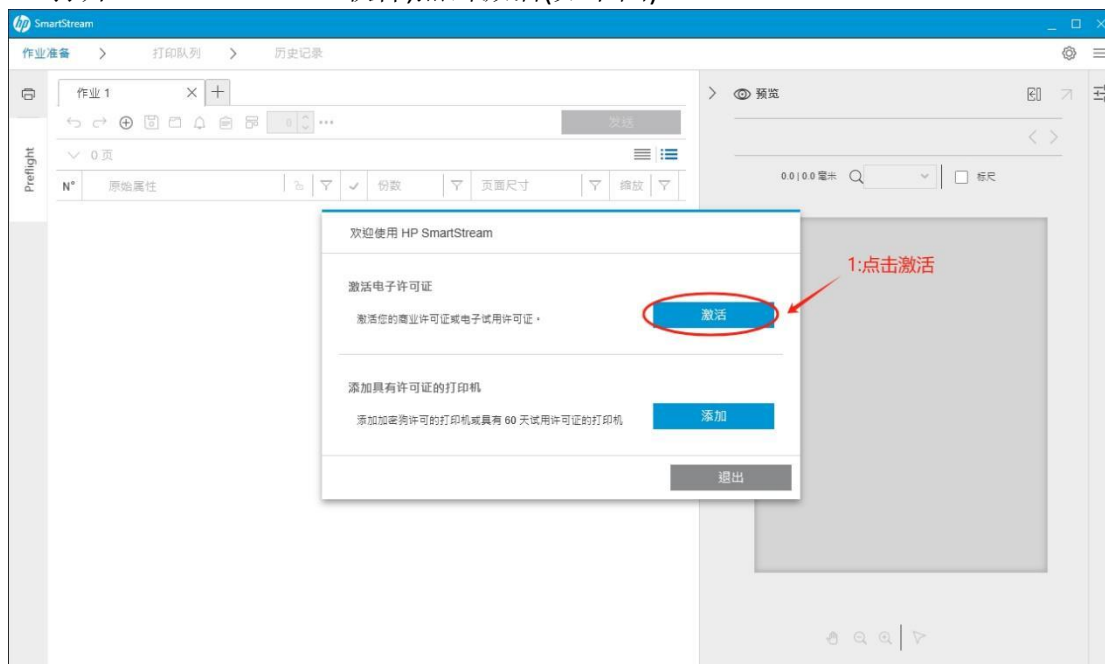 SmartStream
作业准备 > 打印队列 > 历史记录
作业 1
0
发送
0 页
Preflight
N° 原始属性 份数 页面尺寸 缩放
预览
0.0 | 0.0 毫米 标尺
欢迎使用 HP SmartStream
激活电子许可证
激活您的商业许可证或电子试用许可证。
激活
1:点击激活
添加具有许可证的打印机
添加加密狗许可的打印机或具有 60 天试用许可证的打印机
添加
退出